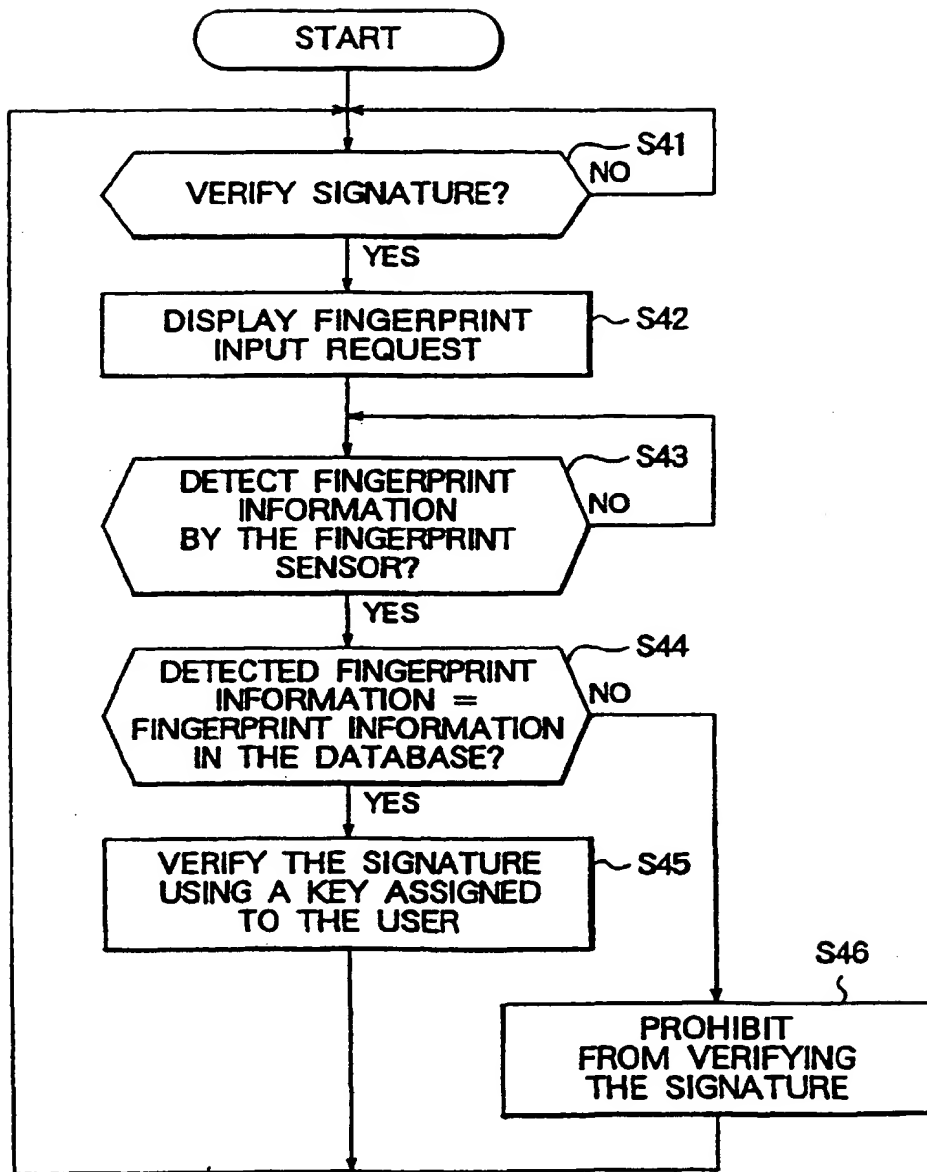 START
S41
NO
VERIFY SIGNATURE?
YES
DISPLAY FINGERPRINT
INPUT REQUEST
S42
S43
DETECT FINGERPRINT
INFORMATION
BY THE FINGERPRINT
SENSOR?
NO
YES
S44
DETECTED FINGERPRINT
INFORMATION =
FINGERPRINT INFORMATION
IN THE DATABASE?
NO
YES
VERIFY THE SIGNATURE
USING A KEY ASSIGNED
TO THE USER
S45
S46
PROHIBIT
FROM VERIFYING
THE SIGNATURE